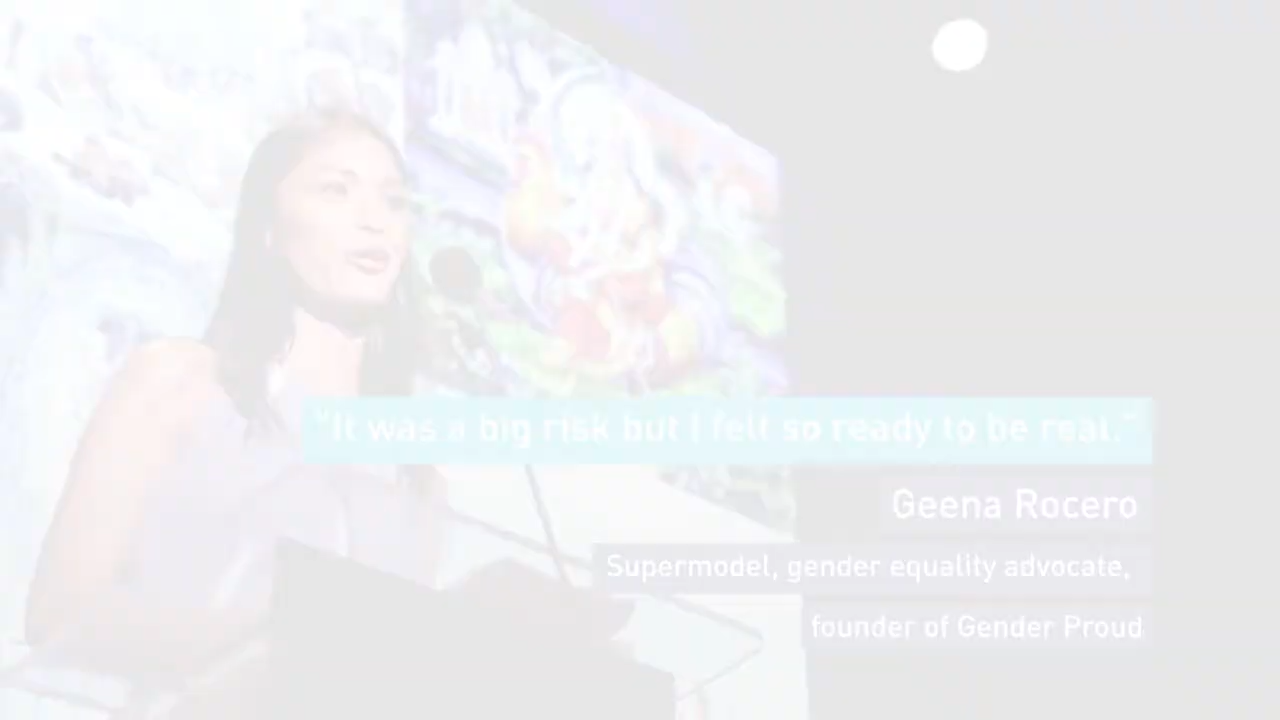 "It was a big risk but I felt so ready to be real."
Geena Rocero
Supermodel, gender equality advocate,
founder of Gender Proud